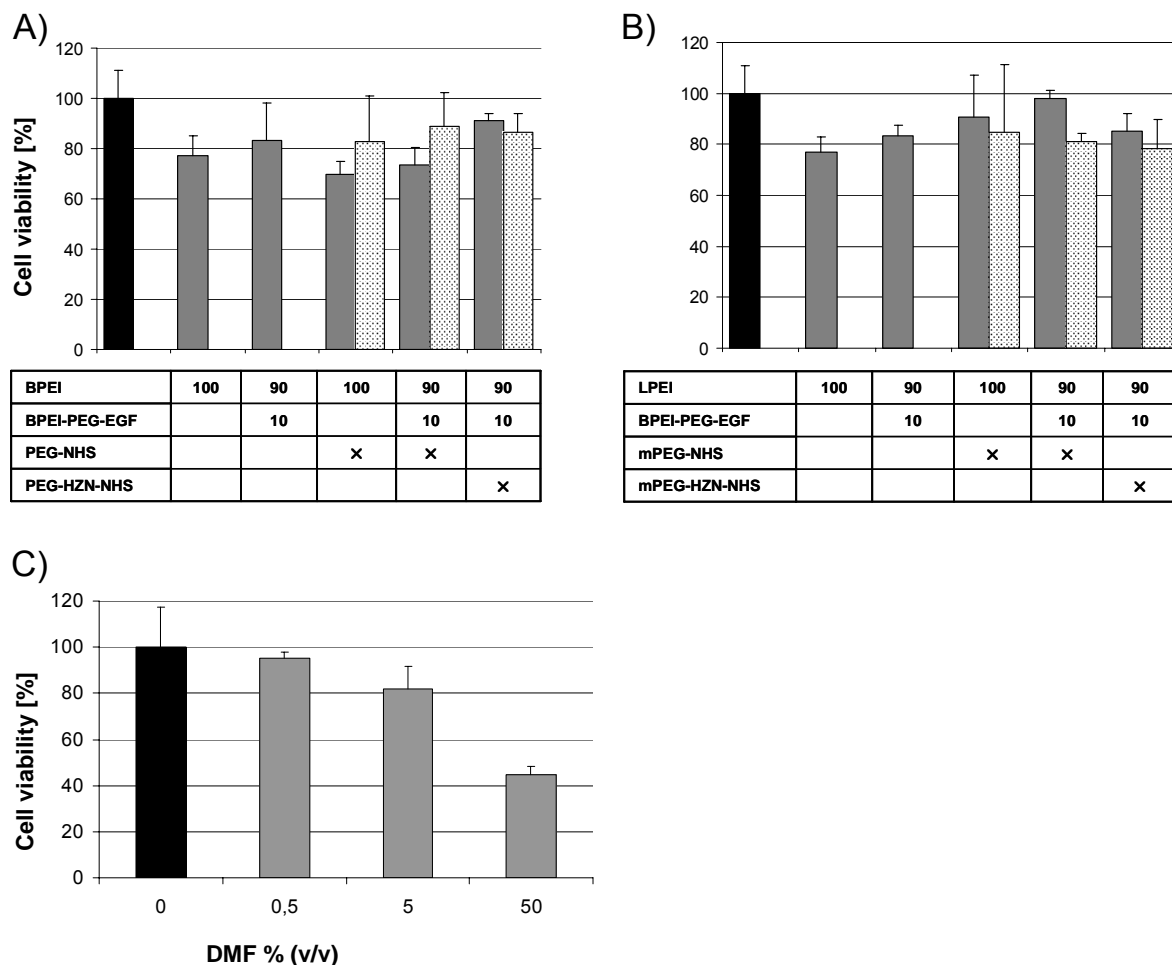 A)
Cell viability [%]
120
100
80
60
40
20
0
BPEI 100 90 100 90 90
BPEI-PEG-EGF 10 10 10
PEG-NHS × ×
PEG-HZN-NHS ×
B)
120
100
80
60
40
20
0
LPEI 100 90 100 90 90
BPEI-PEG-EGF 10 10 10
mPEG-NHS × ×
mPEG-HZN-NHS ×
C)
Cell viability [%]
120
100
80
60
40
20
0
0 0,5 5 50
DMF % (v/v)